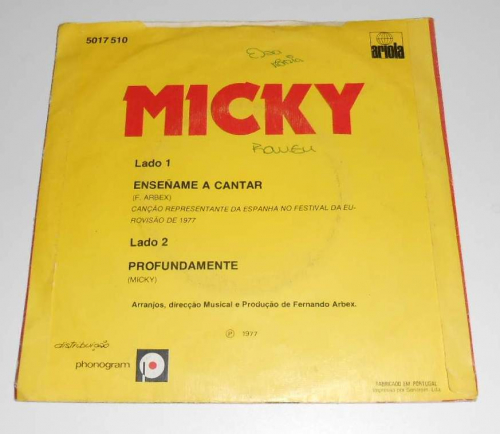 5017 510
ariola
MICKY
Lado 1
ENSEÑAME A CANTAR
(F. ARBEX)
CANÇÃO REPRESENTANTE DA ESPANHA NO FESTIVAL DA EU-
ROVISÃO DE 1977
Lado 2
PROFUNDAMENTE
(MICKY)
Arranjos, direcção Musical e Produção de Fernando Arbex.
℗ 1977
distribuição
phonogram
FABRICADO EM PORTUGAL